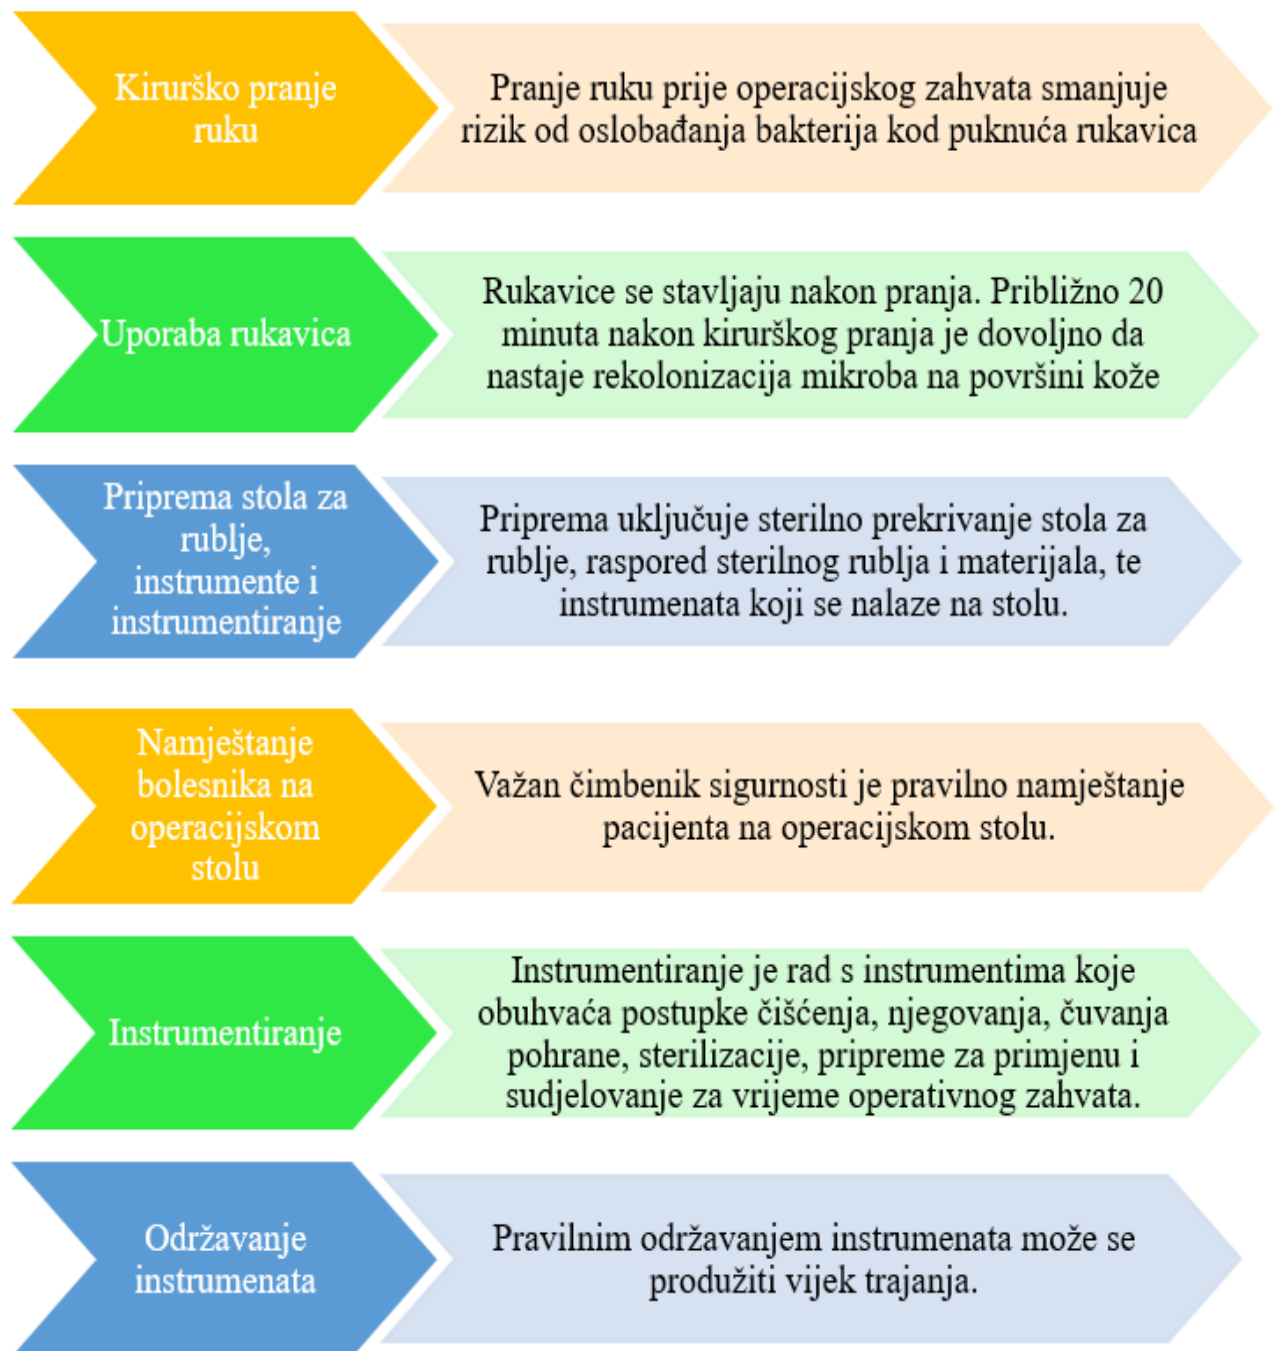 Kirurško pranje
ruku
Pranje ruku prije operacijskog zahvata smanjuje
rizik od oslobađanja bakterija kod puknuća rukavica
Uporaba rukavica
Rukavice se stavljaju nakon pranja. Približno 20
minuta nakon kirurškog pranja je dovoljno da
nastaje rekolonizacija mikroba na površini kože
Priprema stola za
rublje,
instrumente i
instrumentiranje
Priprema uključuje sterilno prekrivanje stola za
rublje, raspored sterilnog rublja i materijala, te
instrumenata koji se nalaze na stolu.
Namještanje
bolesnika na
operacijskom
stolu
Važan čimbenik sigurnosti je pravilno namještanje
pacijenta na operacijskom stolu.
Instrumentiranje
Instrumentiranje je rad s instrumentima koje
obuhvaća postupke čišćenja, njegovanja, čuvanja
pohrane, sterilizacije, pripreme za primjenu i
sudjelovanje za vrijeme operativnog zahvata.
Održavanje
instrumenata
Pravilnim održavanjem instrumenata može se
produžiti vijek trajanja.